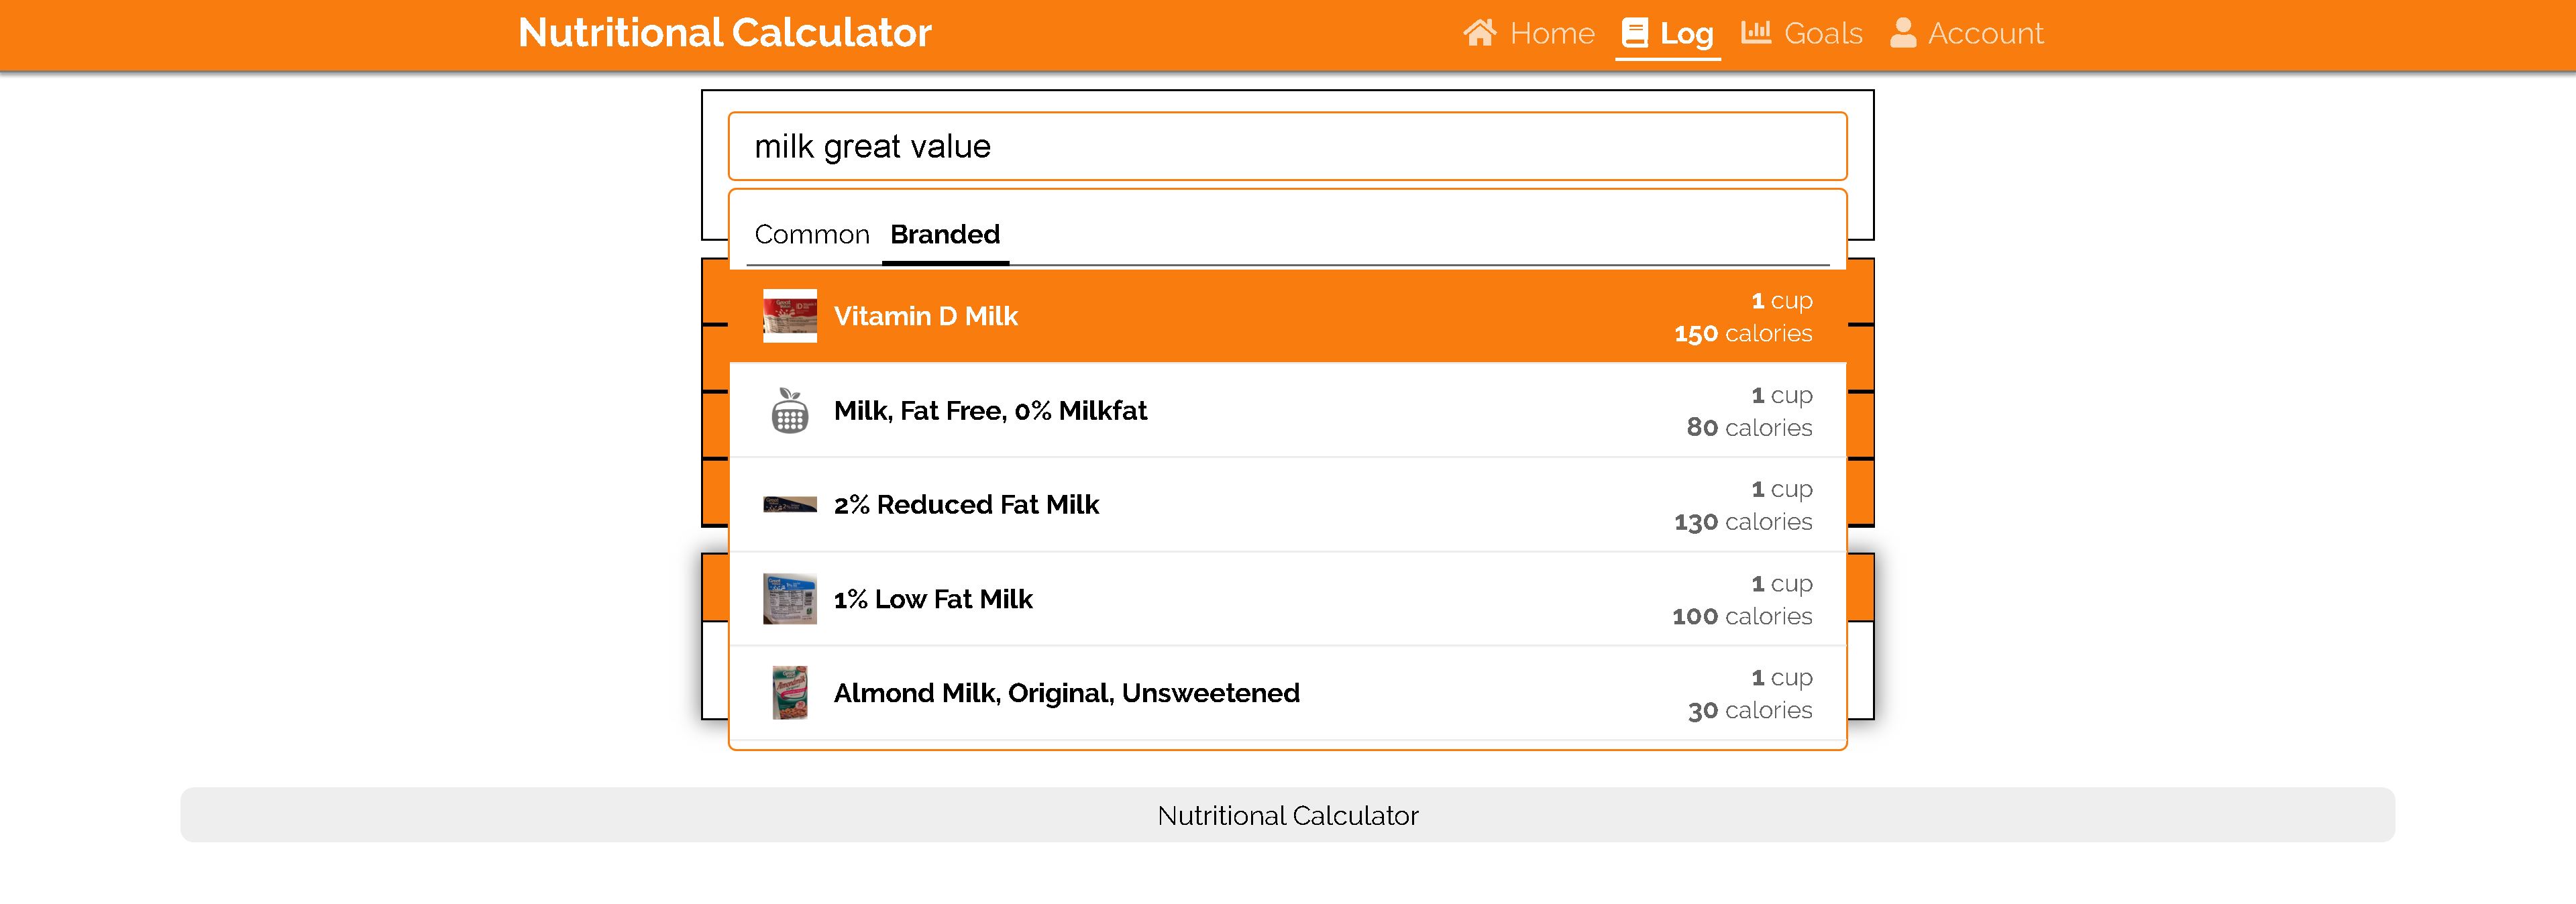 Nutritional Calculator
Home Log Goals Account
milk great value
Common Branded
Vitamin D Milk
1 cup
150 calories
Milk, Fat Free, 0% Milkfat
1 cup
80 calories
2% Reduced Fat Milk
1 cup
130 calories
1% Low Fat Milk
1 cup
100 calories
Almond Milk, Original, Unsweetened
1 cup
30 calories
Nutritional Calculator